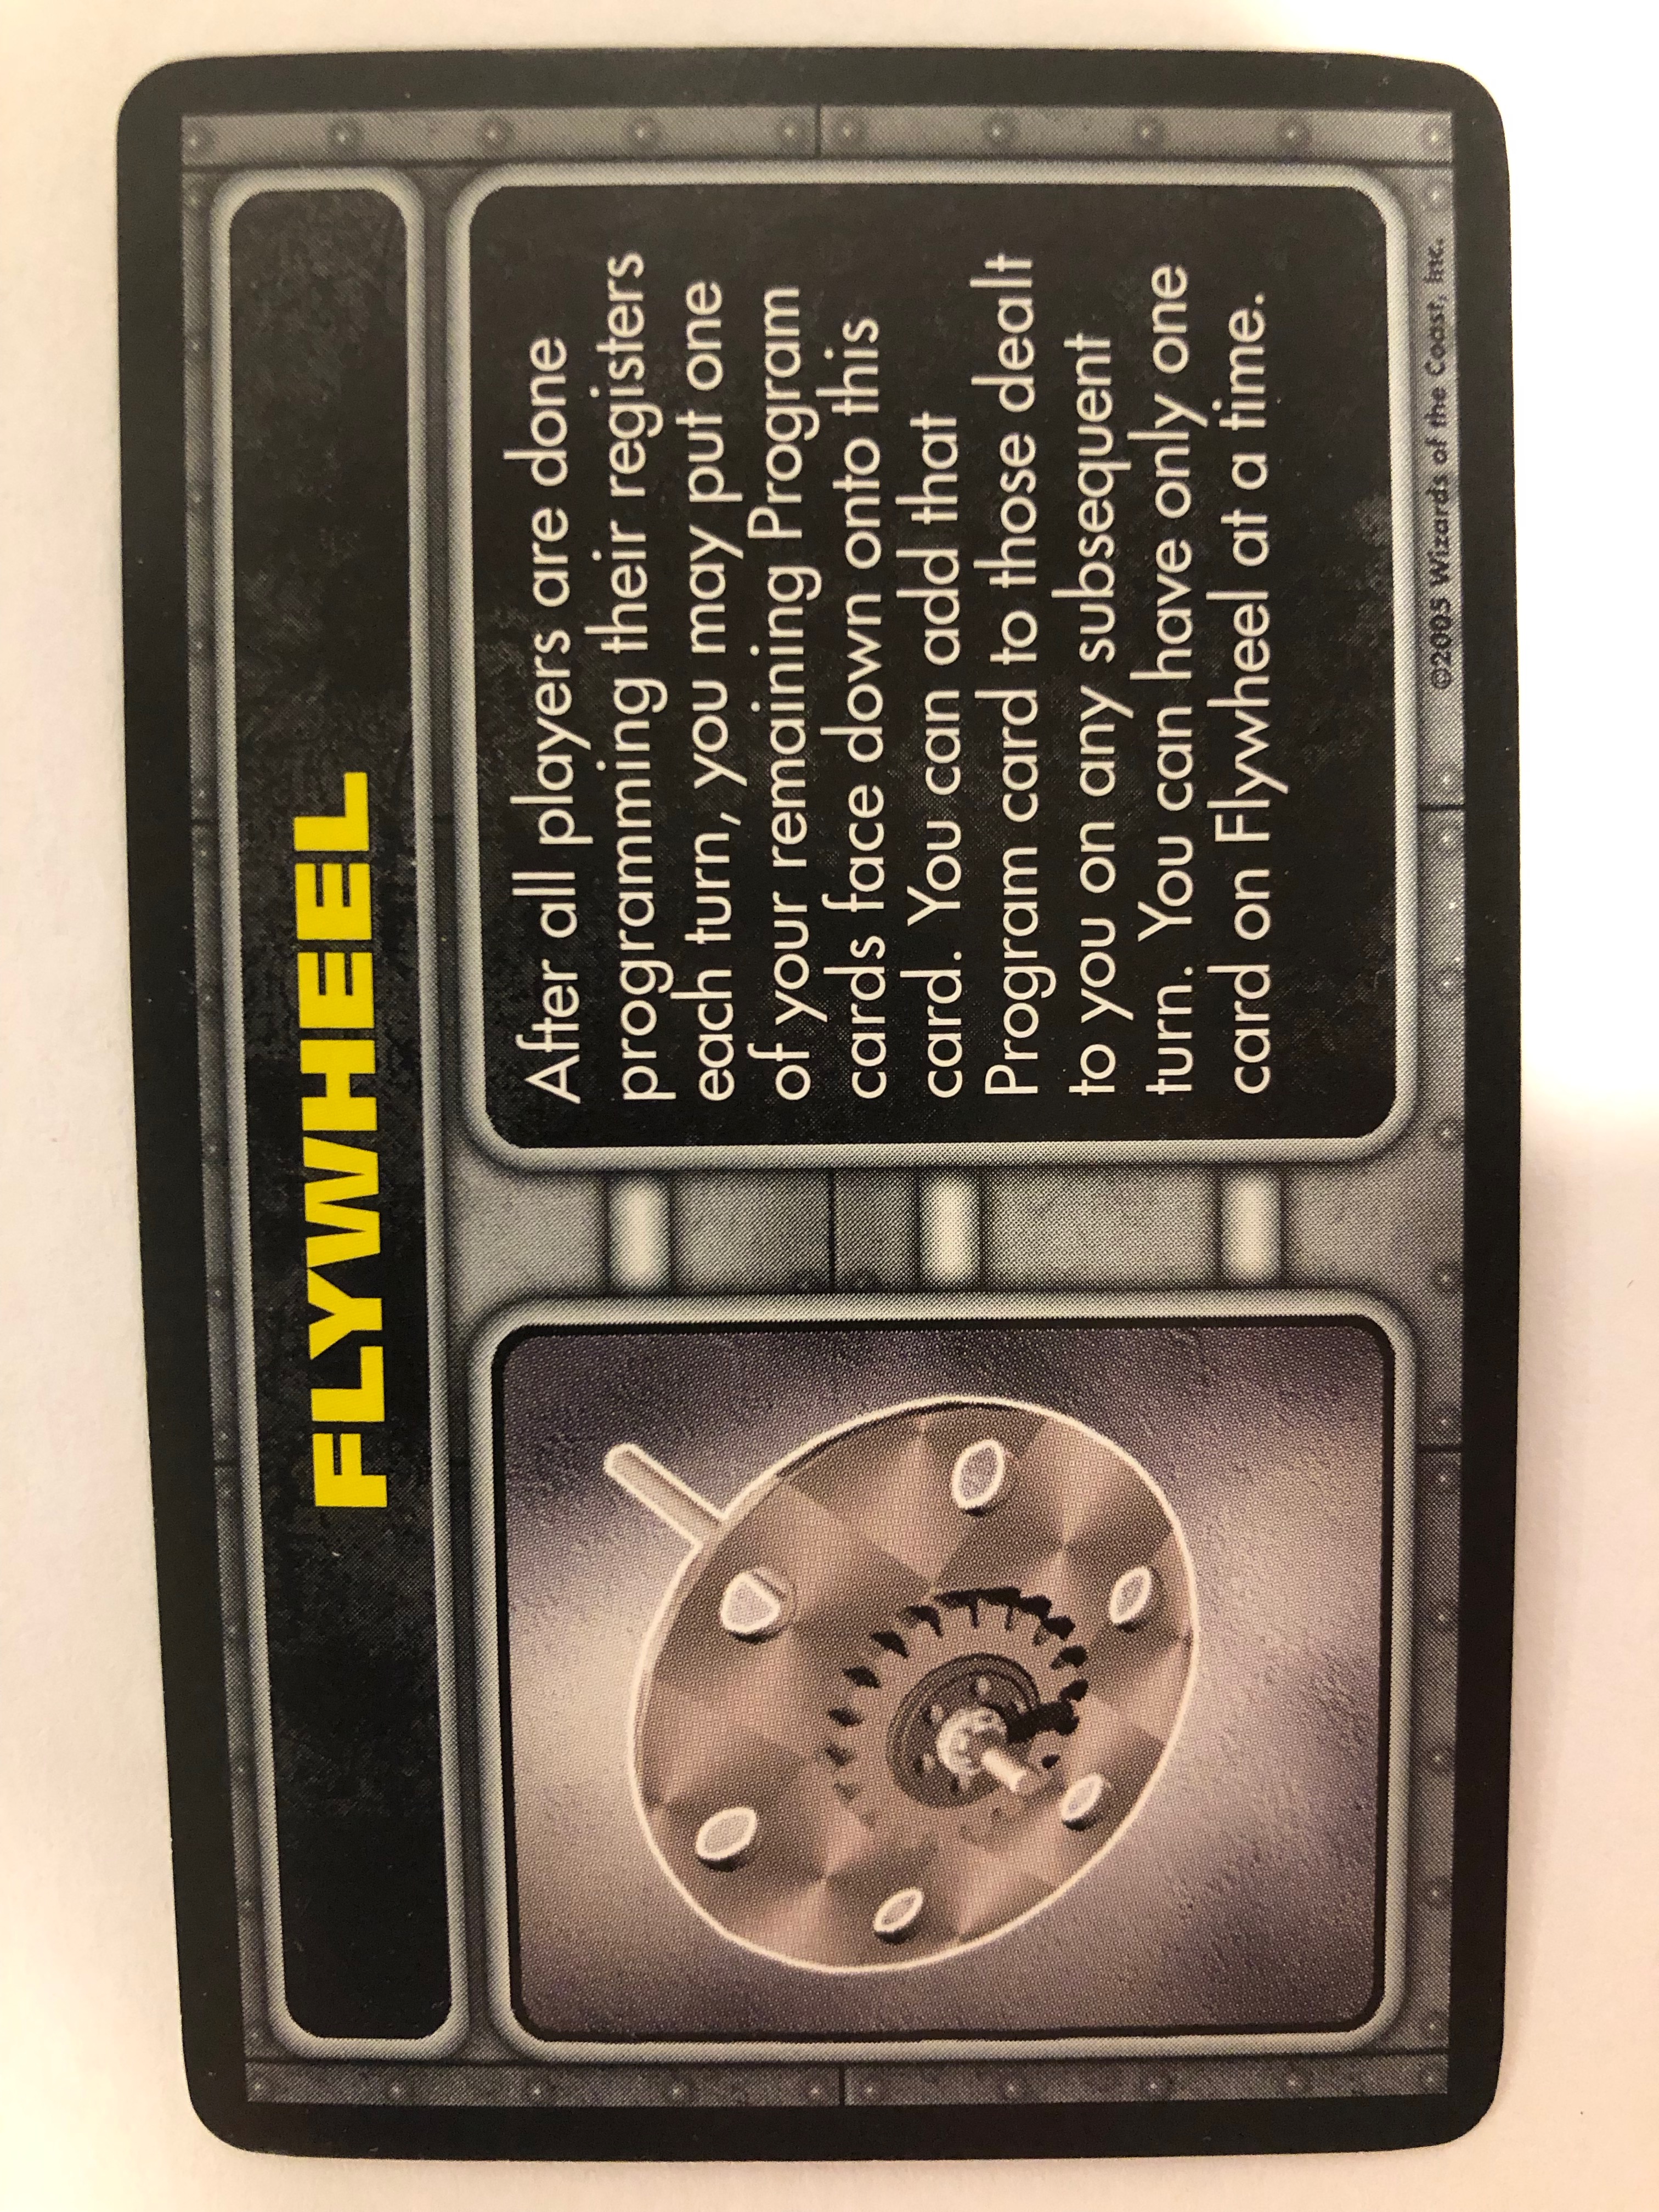 FLYWHEEL
After all players are done
programming their registers
each turn, you may put one
of your remaining Program
cards face down onto this
card. You can add that
Program card to those dealt
to you on any subsequent
turn. You can have only one
card on Flywheel at a time.
©2005 Wizards of the Coast, Inc.